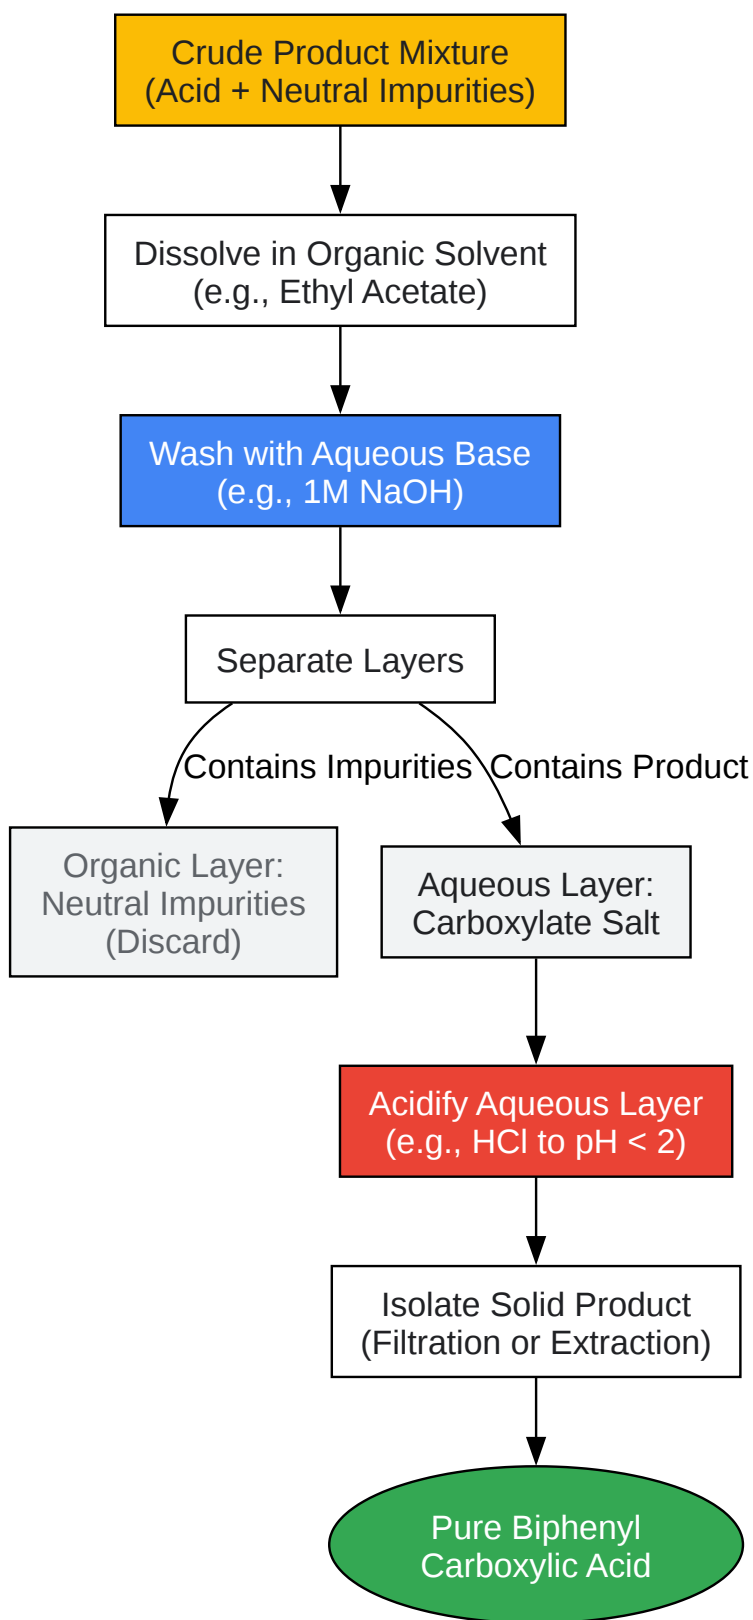 Crude Product Mixture
(Acid + Neutral Impurities)
Dissolve in Organic Solvent
(e.g., Ethyl Acetate)
Wash with Aqueous Base
(e.g., 1M NaOH)
Separate Layers
Contains Impurities
Contains Product
Organic Layer:
Neutral Impurities
(Discard)
Aqueous Layer:
Carboxylate Salt
Acidify Aqueous Layer
(e.g., HCl to pH < 2)
Isolate Solid Product
(Filtration or Extraction)
Pure Biphenyl
Carboxylic Acid